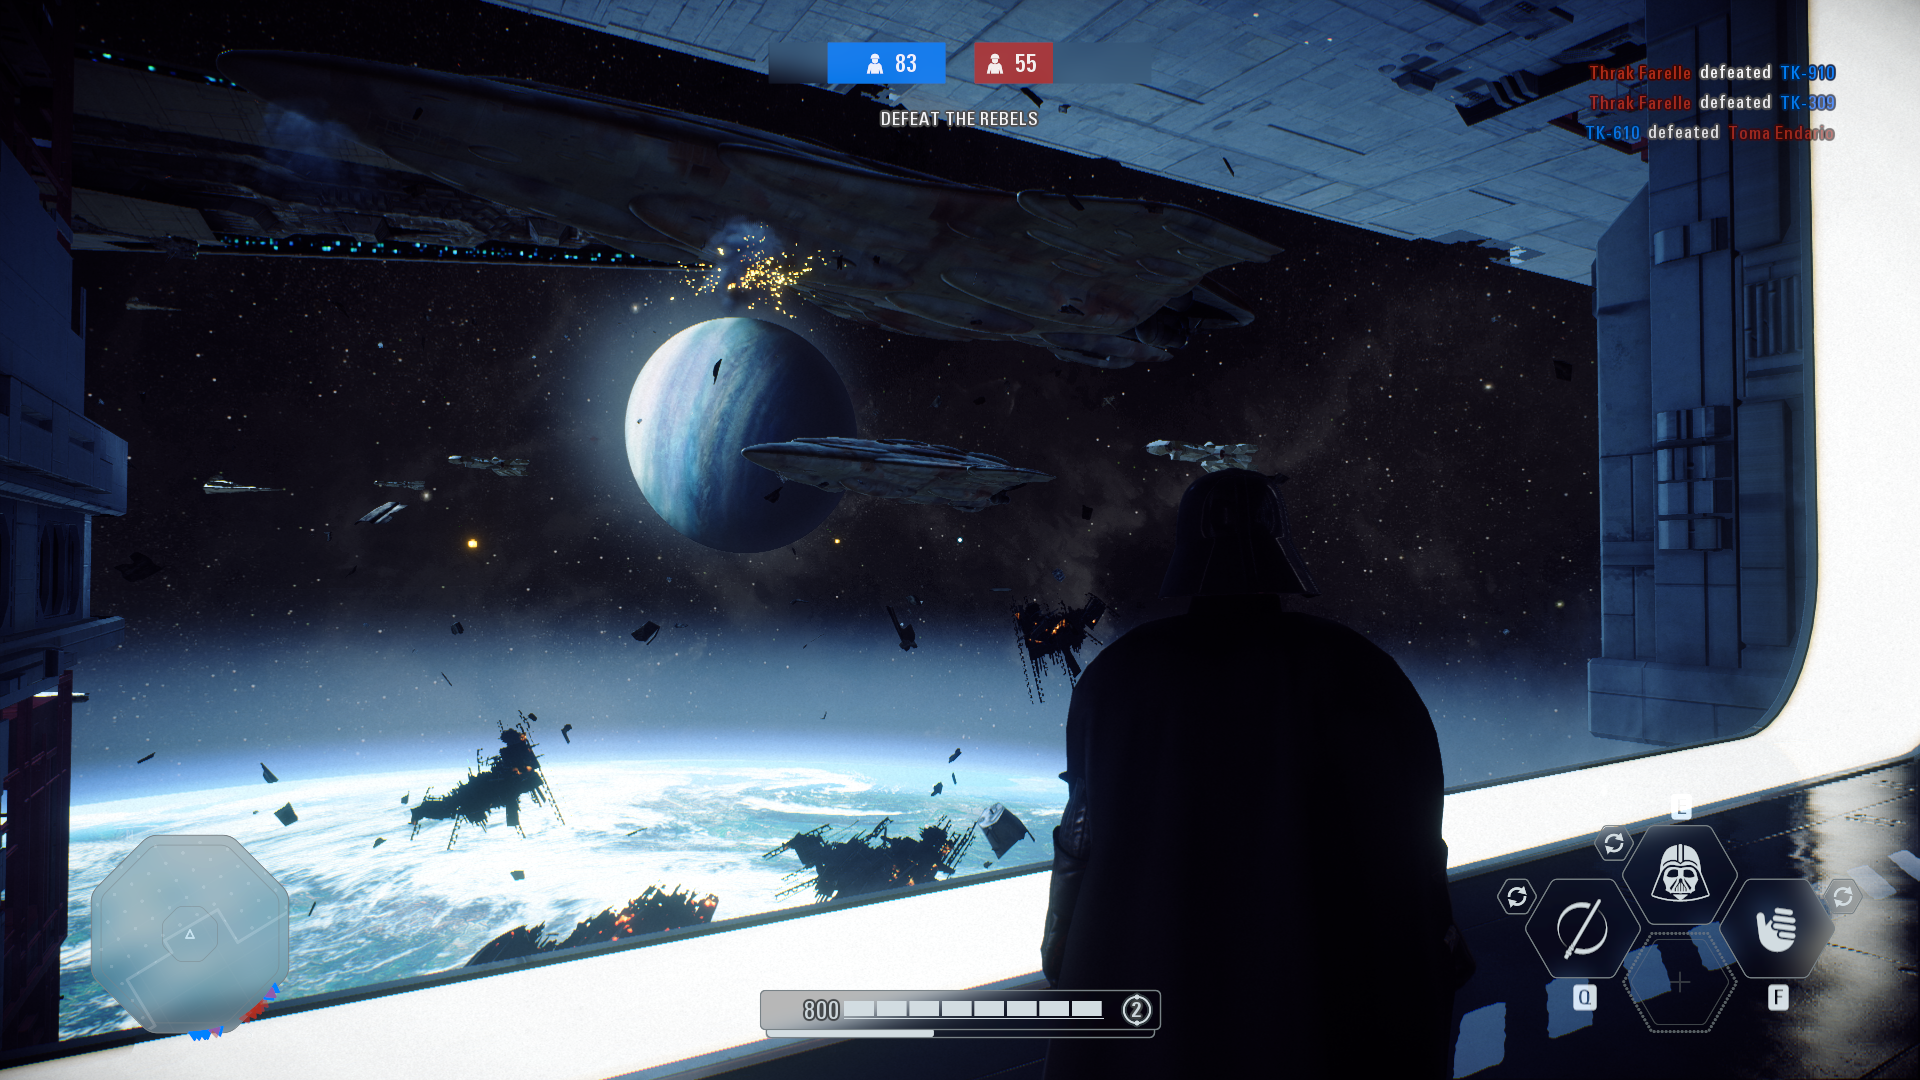 83 55
DEFEAT THE REBELS
Thrak Farelle defeated TK-910
Thrak Farelle defeated TK-309
TK-610 defeated Toma Endario
L
Q
F
800
2